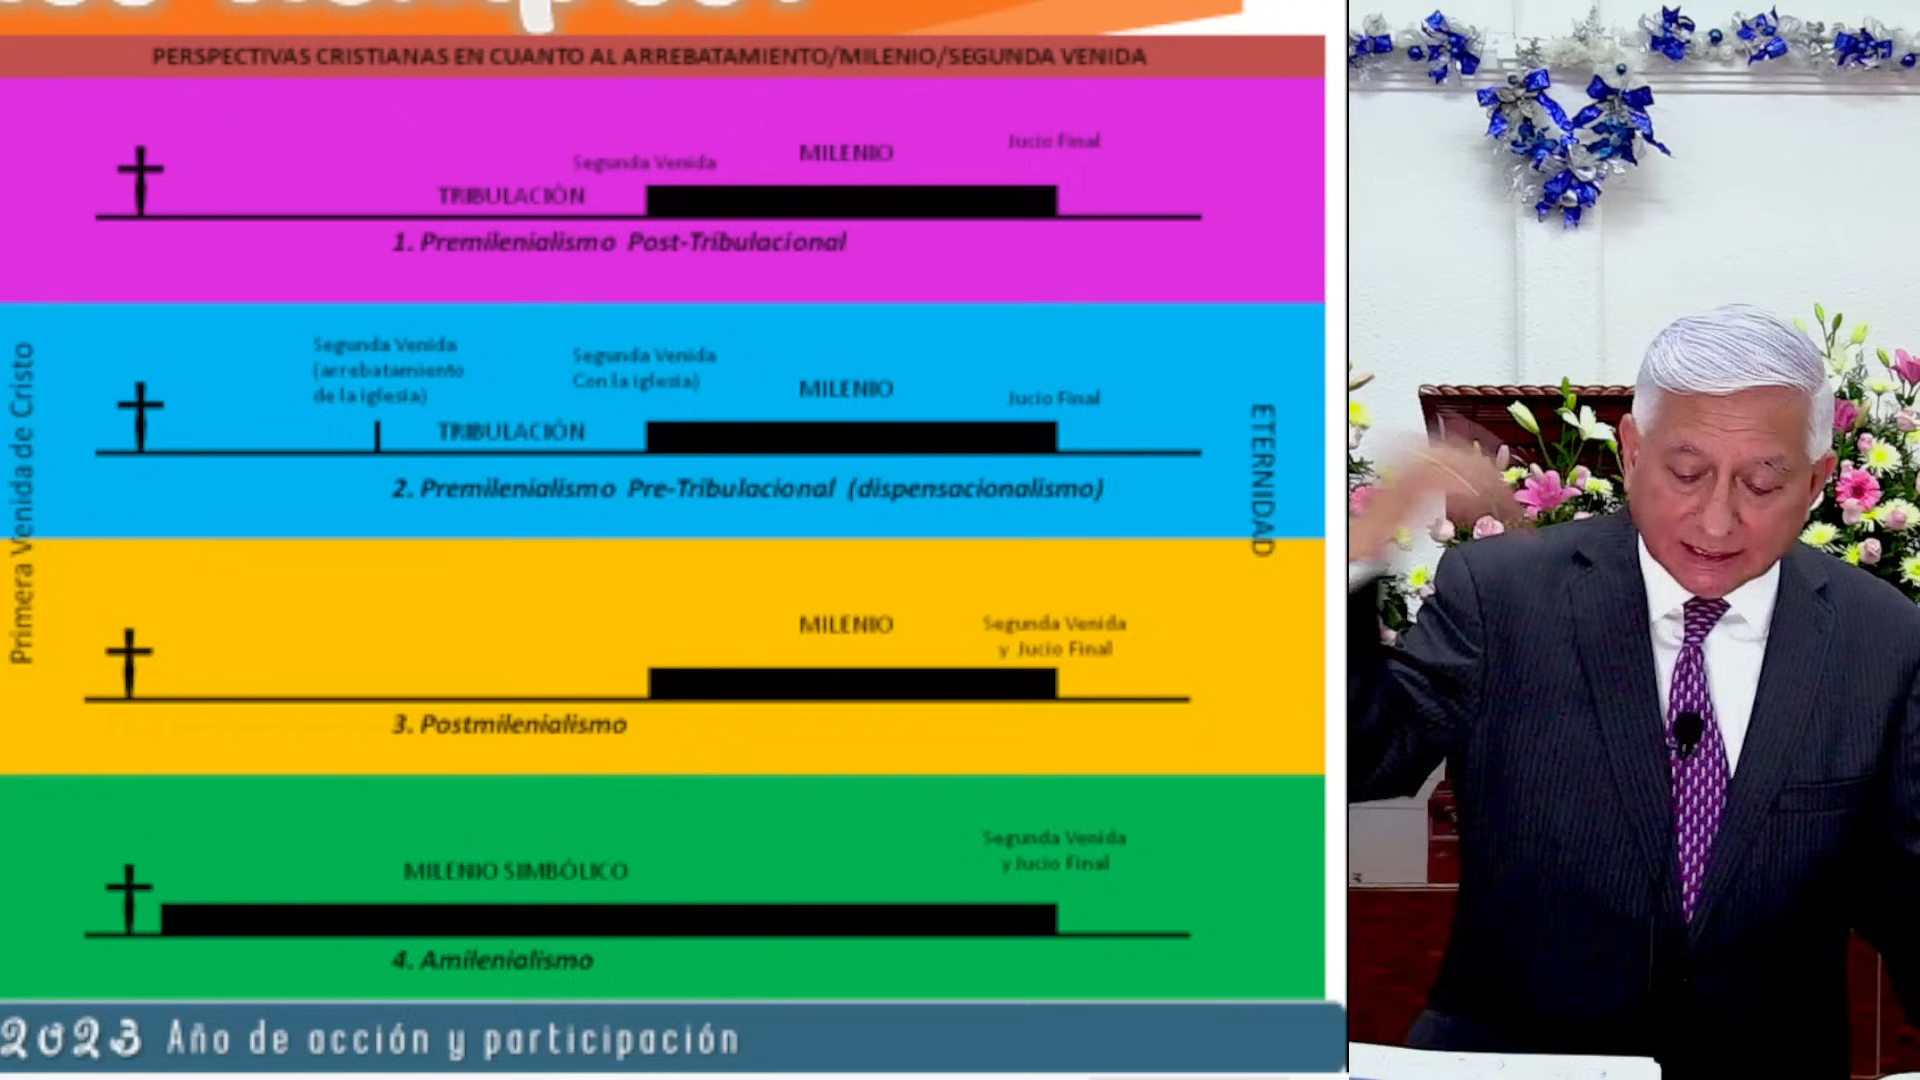 PERSPECTIVAS CRISTIANAS EN CUANTO AL ARREBATAMIENTO/MILENIO/SEGUNDA VENIDA
Primera Venida de Cristo
Segunda Venida
MILENIO
Jucio Final
TRIBULACIÓN
1. Premilenialismo Post-Tribulacional
Segunda Venida
(arrebatamiento
de la iglesia)
Segunda Venida
Con la iglesia)
MILENIO
Jucio Final
TRIBULACIÓN
2. Premilenialismo Pre-Tribulacional (dispensacionalismo)
MILENIO
Segunda Venida
y Jucio Final
3. Postmilenialismo
MILENIO SIMBÓLICO
Segunda Venida
y Jucio Final
4. Amilenialismo
ETERNIDAD
2023 Año de acción y participación